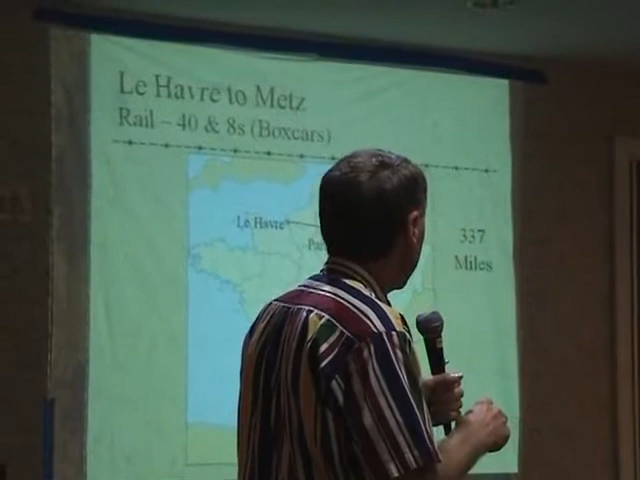 Le Havre to Metz
Rail – 40 & 8s (Boxcars)
Le Havre
337
Miles